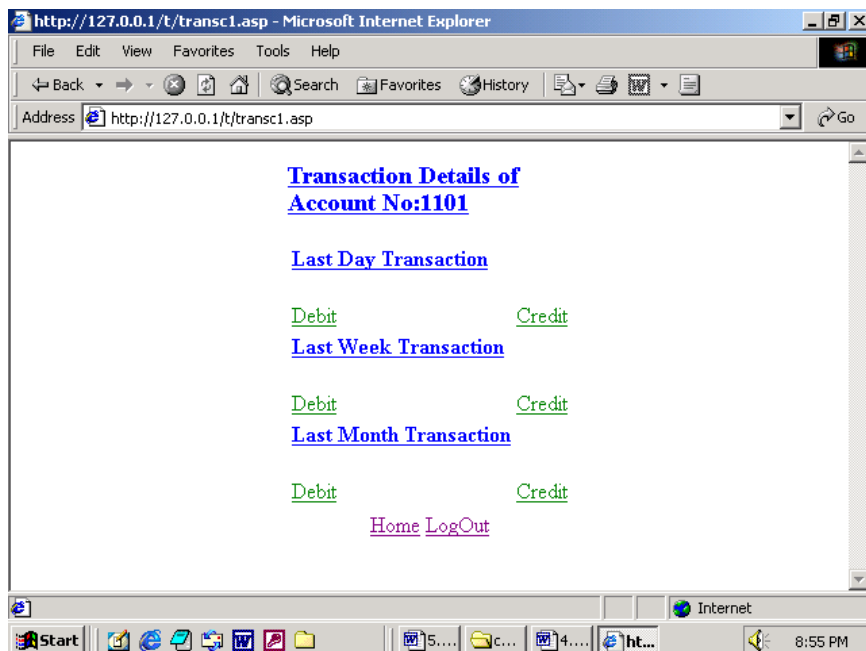 http://127.0.0.1/t/transc1.asp - Microsoft Internet Explorer
File Edit View Favorites Tools Help
Back Search Favorites History
Address http://127.0.0.1/t/transc1.asp Go
Transaction Details of
Account No:1101
Last Day Transaction
Debit Credit
Last Week Transaction
Debit Credit
Last Month Transaction
Debit Credit
Home LogOut
Internet
Start 5.... c... 4.... ht... 8:55 PM